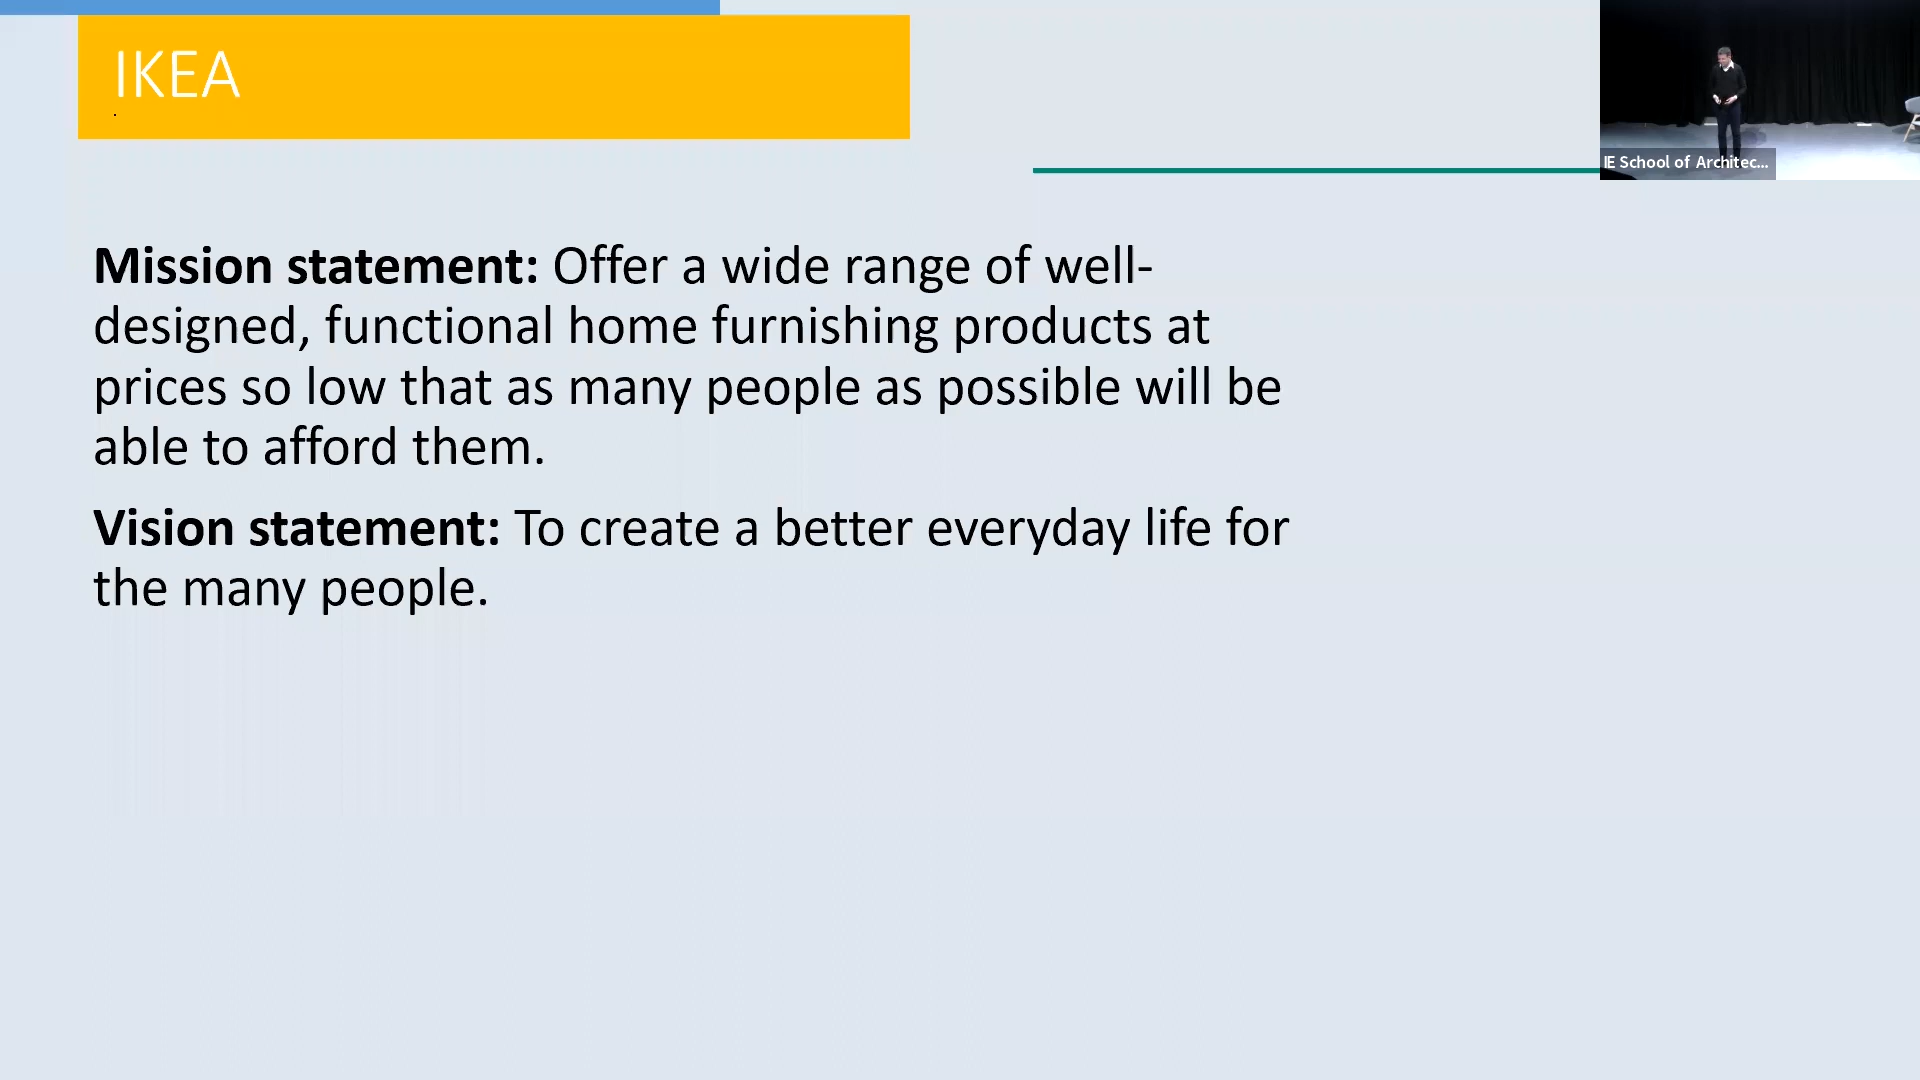 IKEA
.
IE School of Architec...
Mission statement: Offer a wide range of well-
designed, functional home furnishing products at
prices so low that as many people as possible will be
able to afford them.
Vision statement: To create a better everyday life for
the many people.